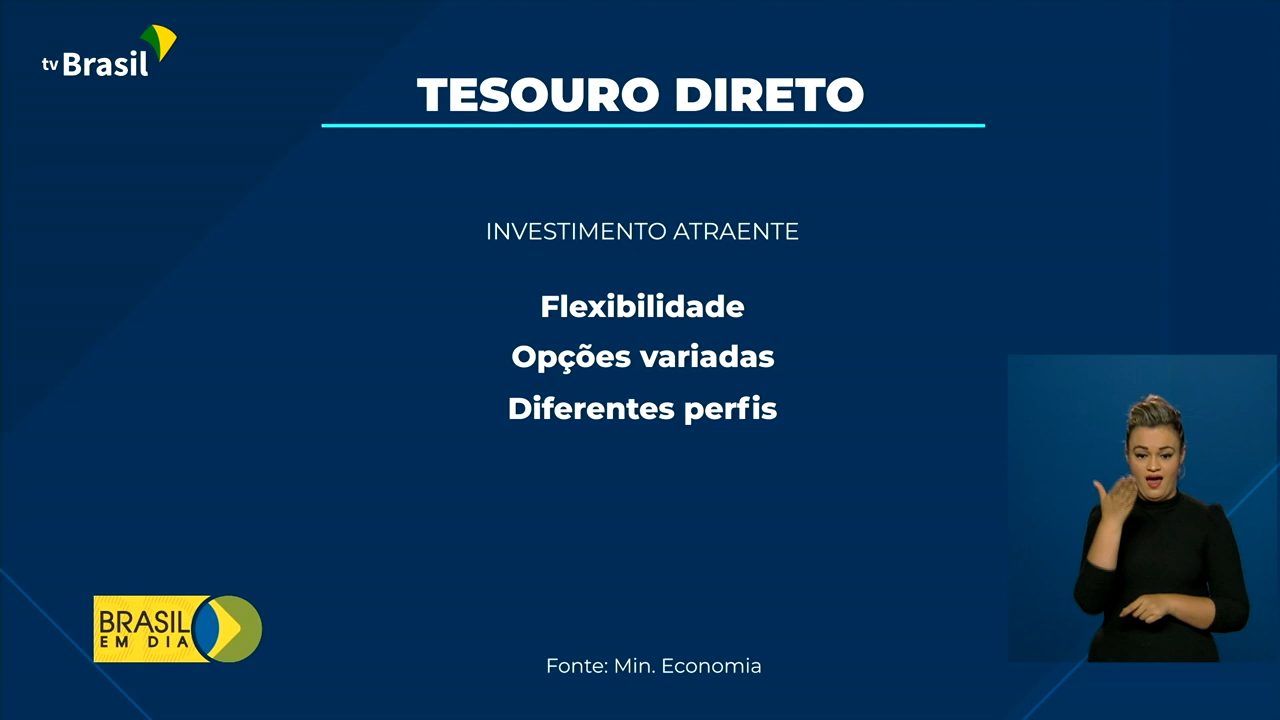 tv Brasil
TESOURO DIRETO
INVESTIMENTO ATRAENTE
Flexibilidade
Opções variadas
Diferentes perfis
BRASIL
EM DIA
Fonte: Min. Economia